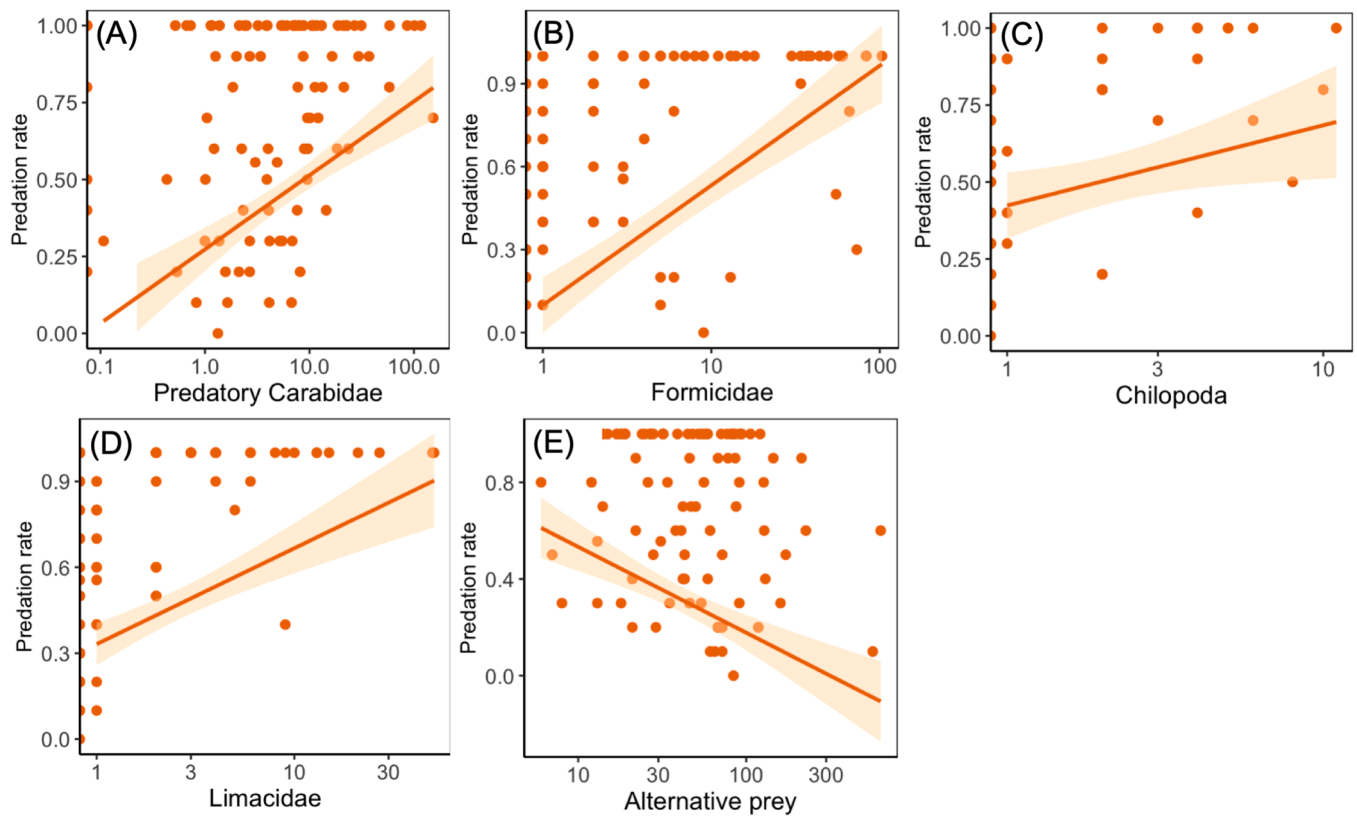 (A)
Predation rate
1.00
0.75
0.50
0.25
0.00
0.1
1.0
10.0
100.0
Predatory Carabidae
(B)
Predation rate
0.9
0.6
0.3
0.0
1
10
100
Formicidae
(C)
Predation rate
1.00
0.75
0.50
0.25
0.00
1
3
10
Chilopoda
(D)
Predation rate
0.9
0.6
0.3
0.0
1
3
10
30
Limacidae
(E)
Predation rate
0.8
0.4
0.0
10
30
100
300
Alternative prey